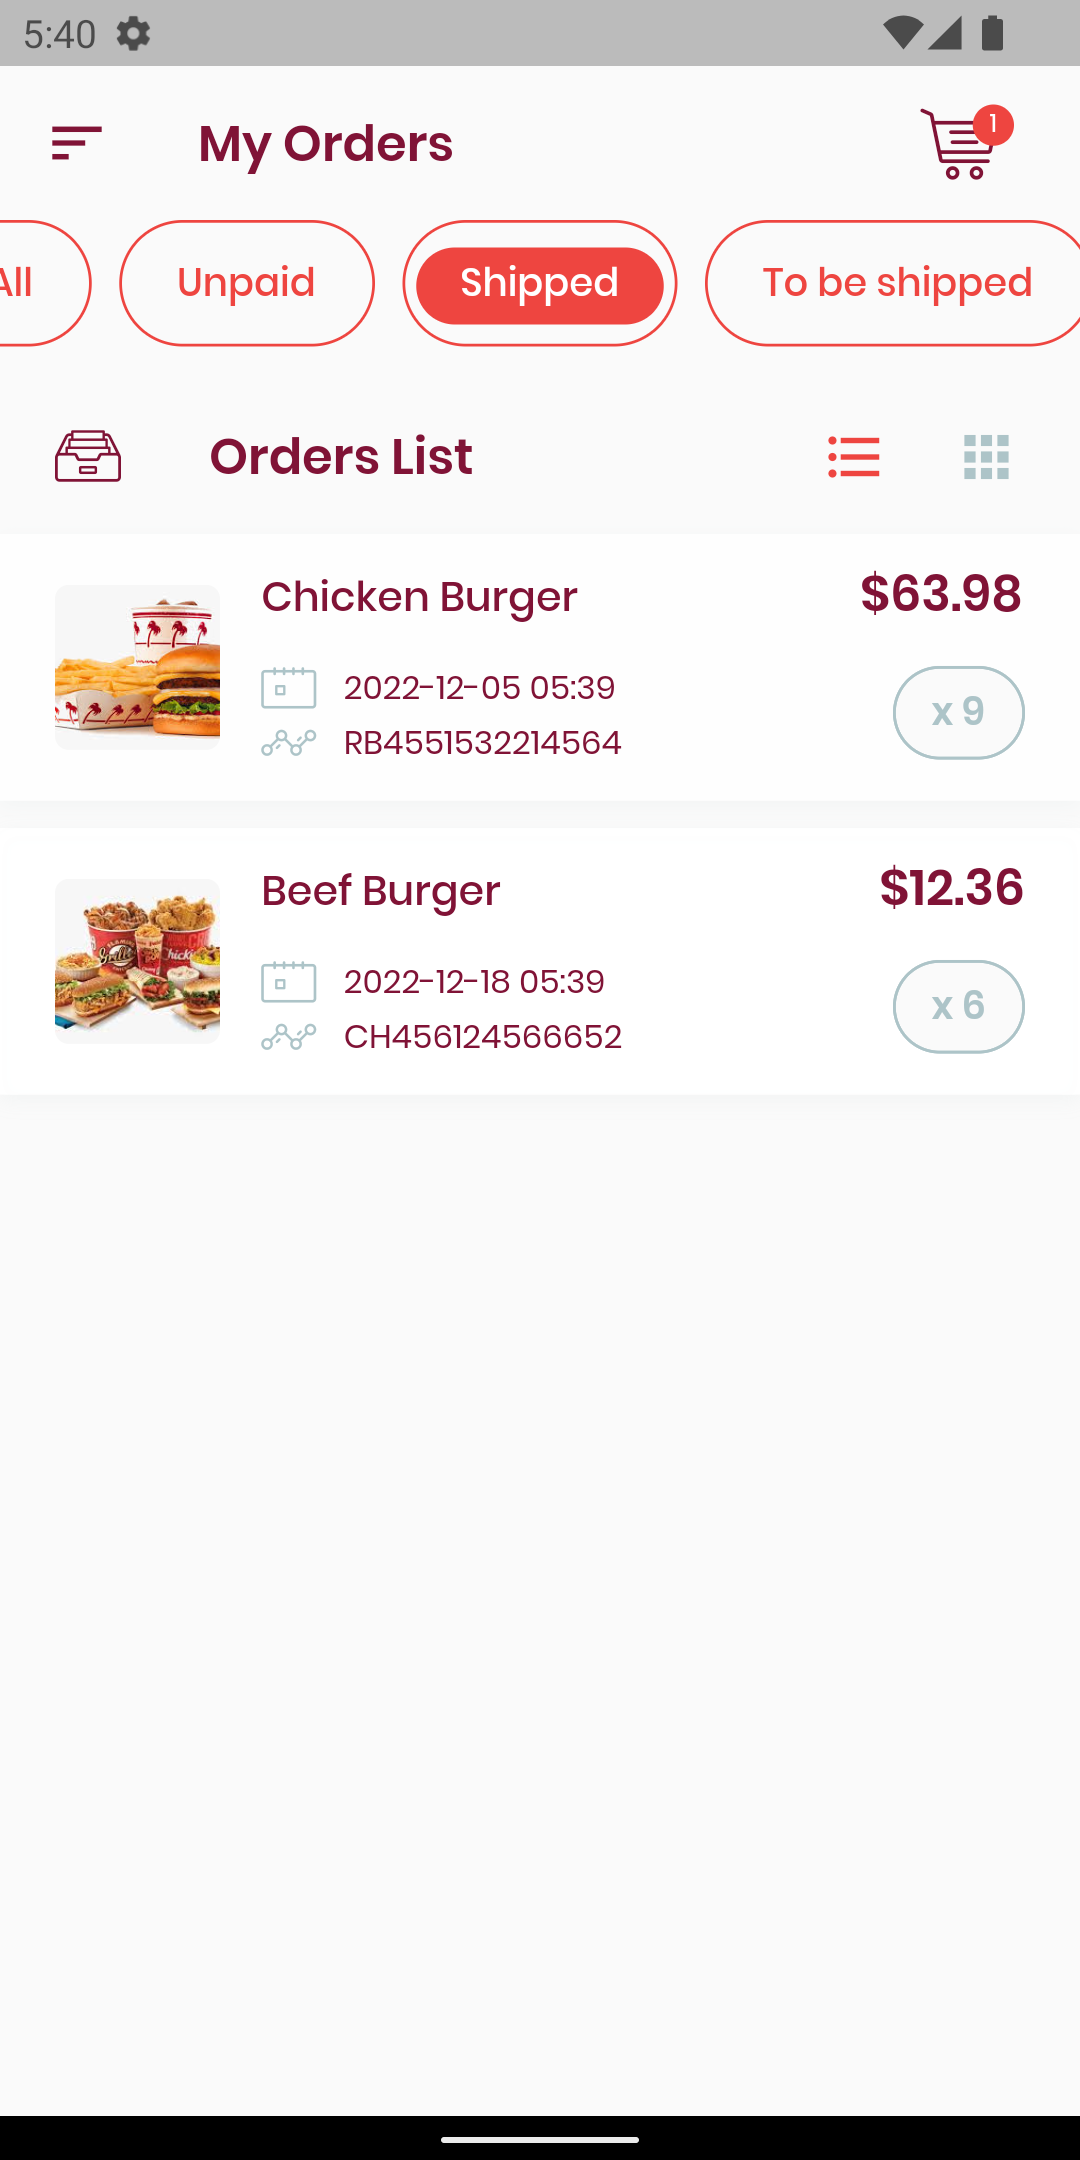 5:40
My Orders
1
All
Unpaid
Shipped
To be shipped
Orders List
Chicken Burger
$63.98
2022-12-05 05:39
x 9
RB4551532214564
Beef Burger
$12.36
2022-12-18 05:39
x 6
CH456124566652